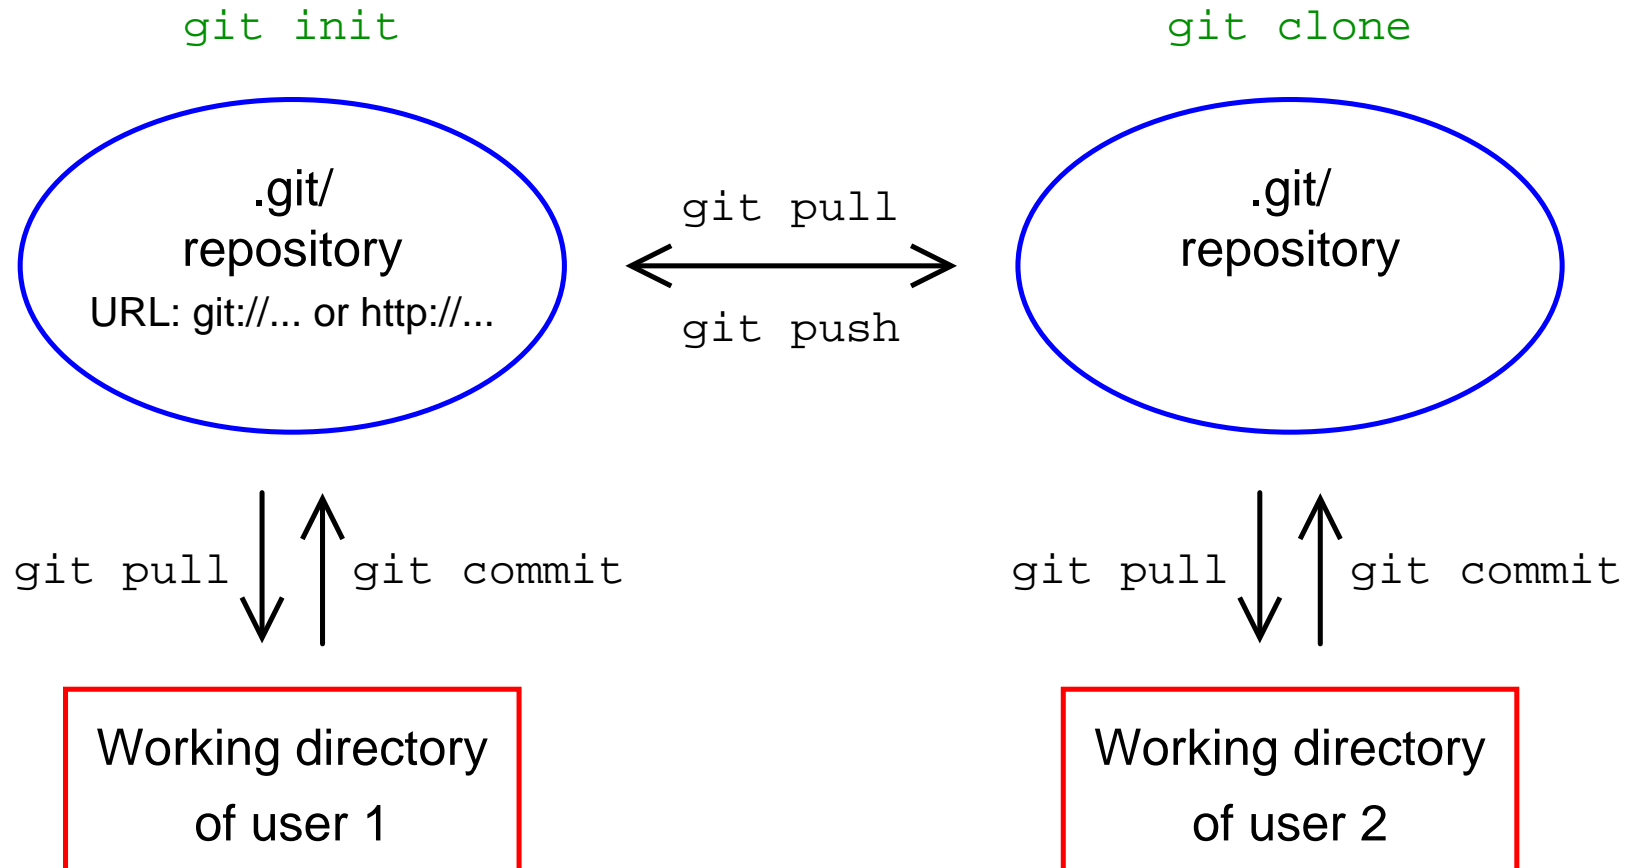 git init
git clone
.git/
repository
URL: git://... or http://...
git pull
git push
.git/
repository
git pull
git commit
git pull
git commit
Working directory
of user 1
Working directory
of user 2